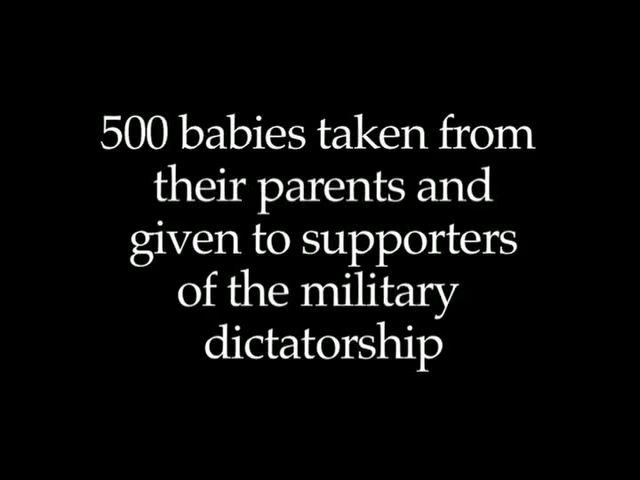 500 babies taken from
their parents and
given to supporters
of the military
dictatorship